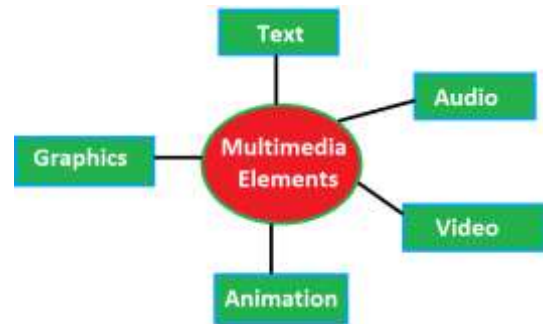 Text
Audio
Graphics
Multimedia
Elements
Video
Animation